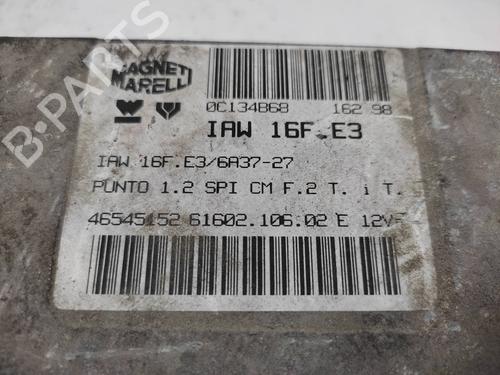 MAGNETI
MARELLI
0C134B68 162 98
IAW 16F.E3
IAW 16F.E3/6A37-27
PUNTO 1.2 SPI CM F.2 T. i T.
46545152 61602.106.02 E 12V
B-PARTS